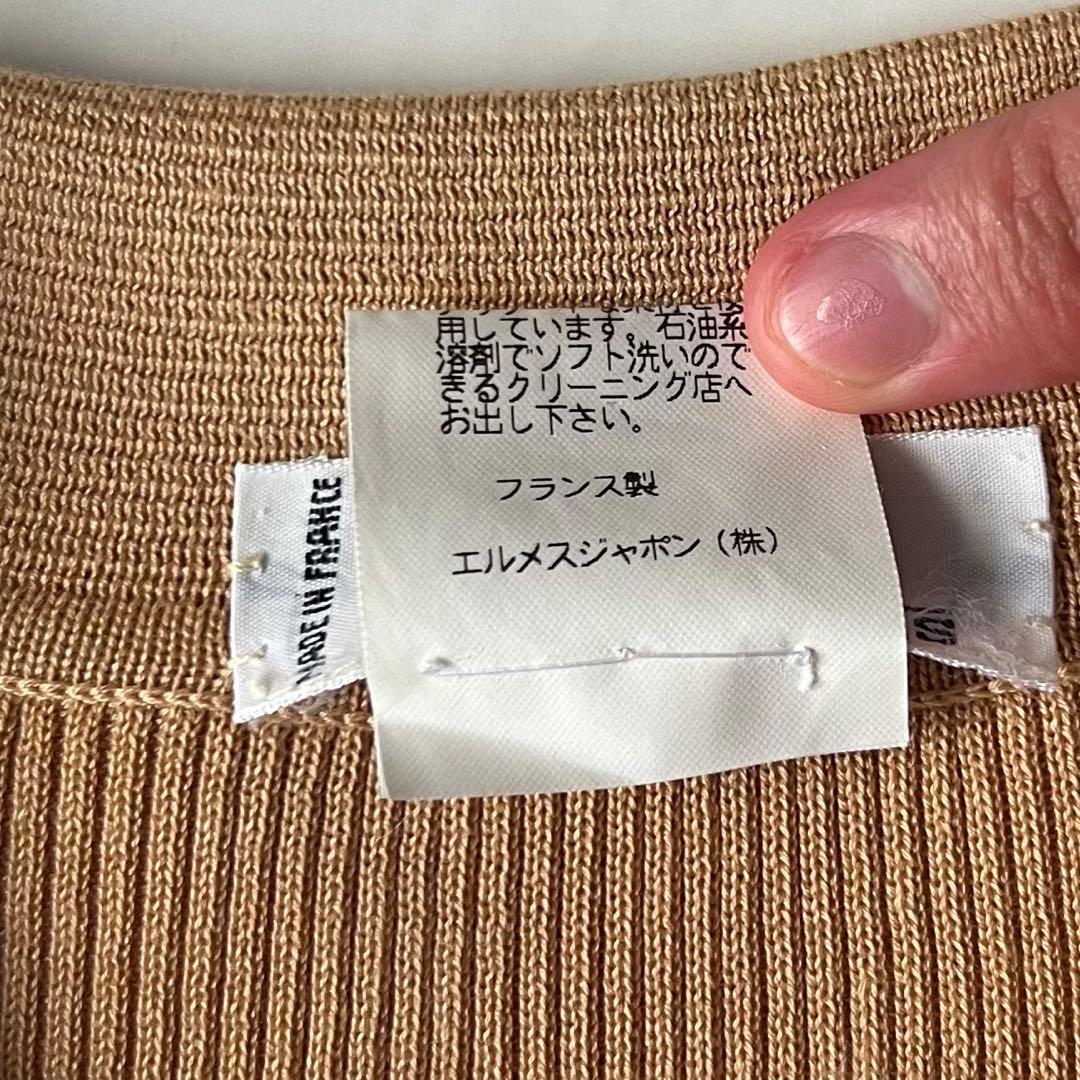 用しています。石油系
溶剤でソフト洗いので
きるクリーニング店へ
お出し下さい。
フランス製
エルメスジャポン（株）
MADE IN FRANCE